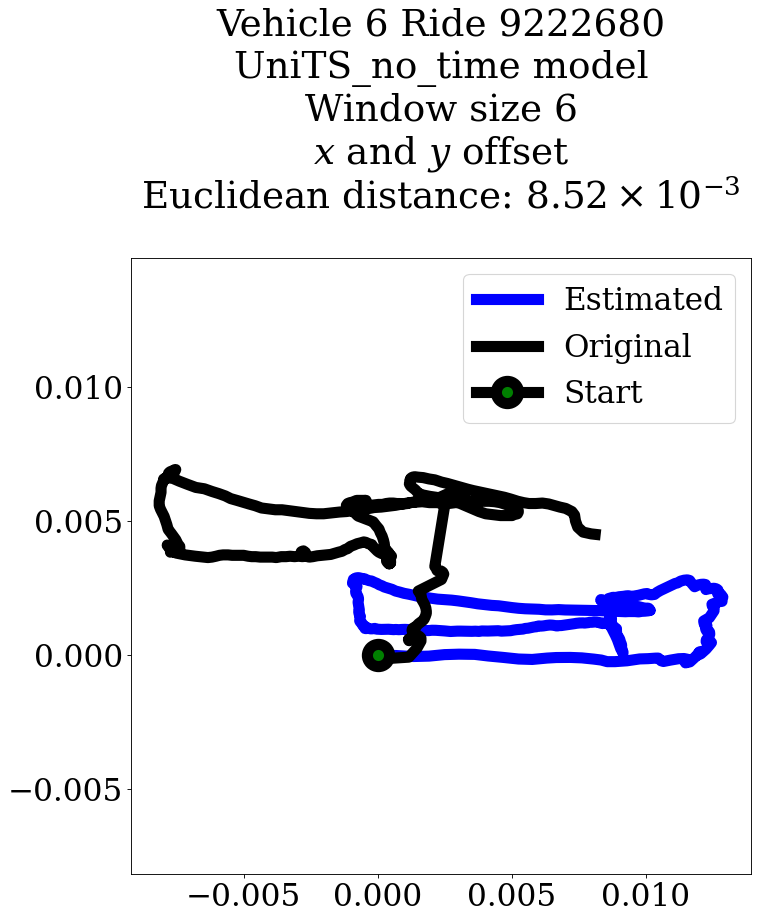 Vehicle 6 Ride 9222680
UniTS_no_time model
Window size 6
x and y offset
Euclidean distance: 8.52 × 10⁻³
Estimated
Original
Start
0.010
0.005
0.000
−0.005
−0.005 0.000 0.005 0.010